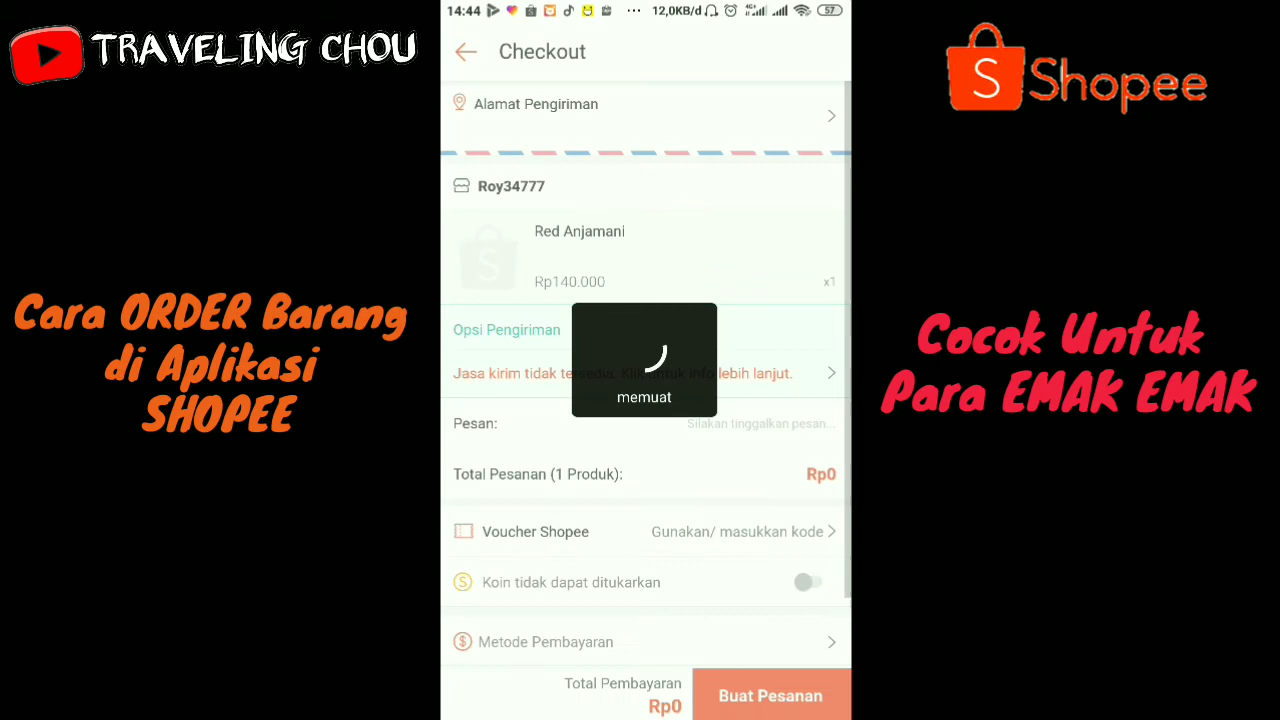 TRAVELING CHOU
14:44
12,0KB/d
4G+
57
Checkout
S Shopee
Alamat Pengiriman
Roy34777
Red Anjamani
Rp140.000
x1
Cara ORDER Barang
di Aplikasi
SHOPEE
Opsi Pengiriman
Jasa kirim tidak tersedia. Klik untuk info lebih lanjut.
memuat
Cocok Untuk
Para EMAK EMAK
Pesan:
Silakan tinggalkan pesan...
Total Pesanan (1 Produk):
Rp0
Voucher Shopee
Gunakan/ masukkan kode
Koin tidak dapat ditukarkan
Metode Pembayaran
Total Pembayaran
Rp0
Buat Pesanan